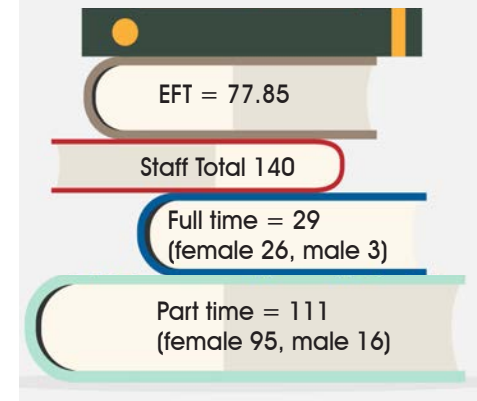 EFT = 77.85
Staff Total 140
Full time = 29
(female 26, male 3)
Part time = 111
(female 95, male 16)